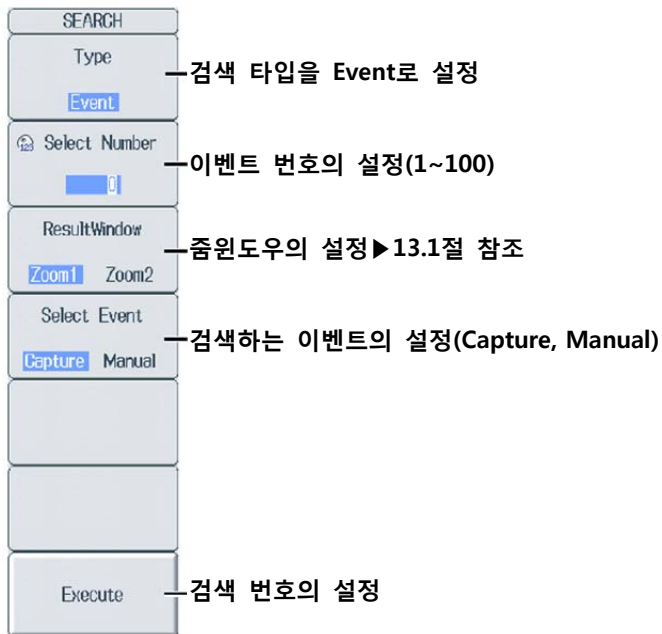 SEARCH
Type
Event
검색 타입을 Event로 설정
Select Number
0
이벤트 번호의 설정(1~100)
ResultWindow
Zoom1 Zoom2
줌윈도우의 설정▶13.1절 참조
Select Event
Capture Manual
검색하는 이벤트의 설정(Capture, Manual)
Execute
검색 번호의 설정